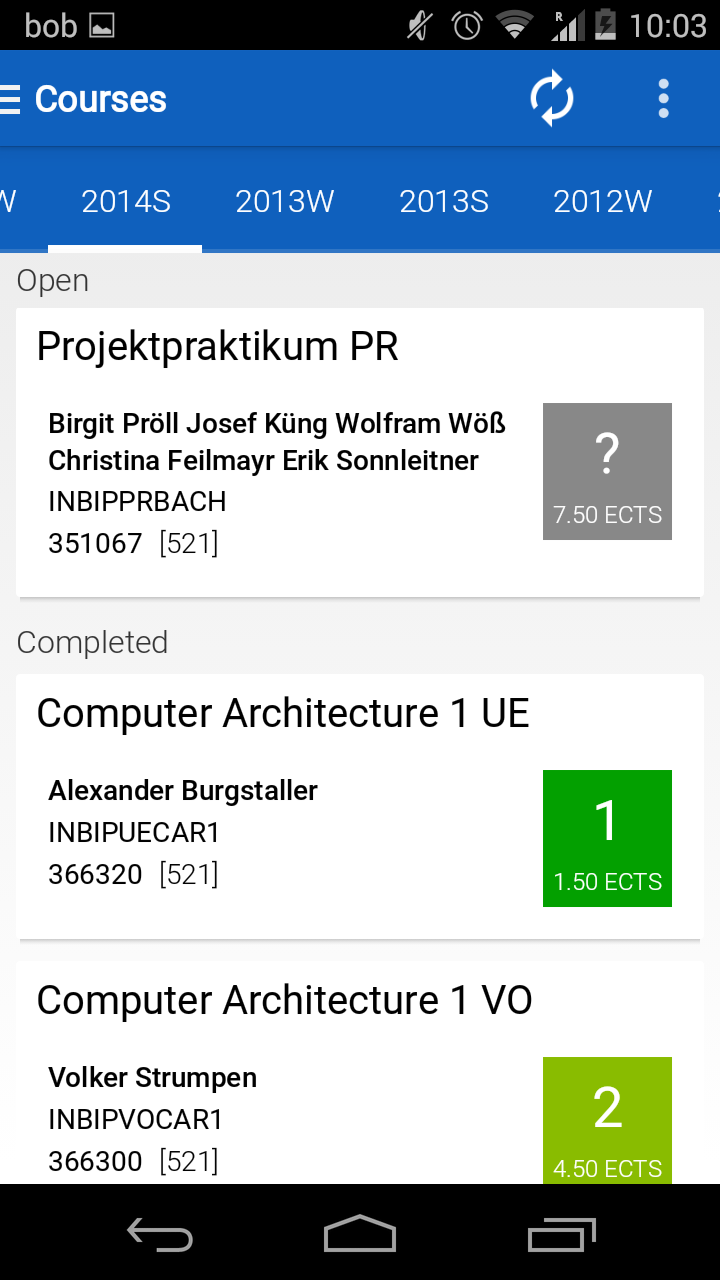 bob R 10:03
Courses
W 2014S 2013W 2013S 2012W
Open
Projektpraktikum PR
Birgit Pröll Josef Küng Wolfram Wöß
Christina Feilmayr Erik Sonnleitner
INBIPPRBACH
351067 [521]
?
7.50 ECTS
Completed
Computer Architecture 1 UE
Alexander Burgstaller
INBIPUECAR1
366320 [521]
1
1.50 ECTS
Computer Architecture 1 VO
Volker Strumpen
INBIPVOCAR1
366300 [521]
2
4.50 ECTS